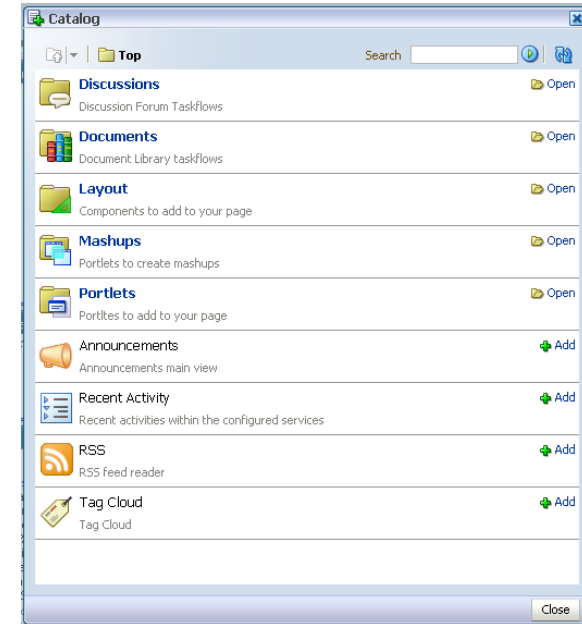 Catalog
Top Search
Discussions Open
Discussion Forum Taskflows
Documents Open
Document Library taskflows
Layout Open
Components to add to your page
Mashups Open
Portlets to create mashups
Portlets Open
Portltes to add to your page
Announcements Add
Announcements main view
Recent Activity Add
Recent activities within the configured services
RSS Add
RSS feed reader
Tag Cloud Add
Tag Cloud
Close